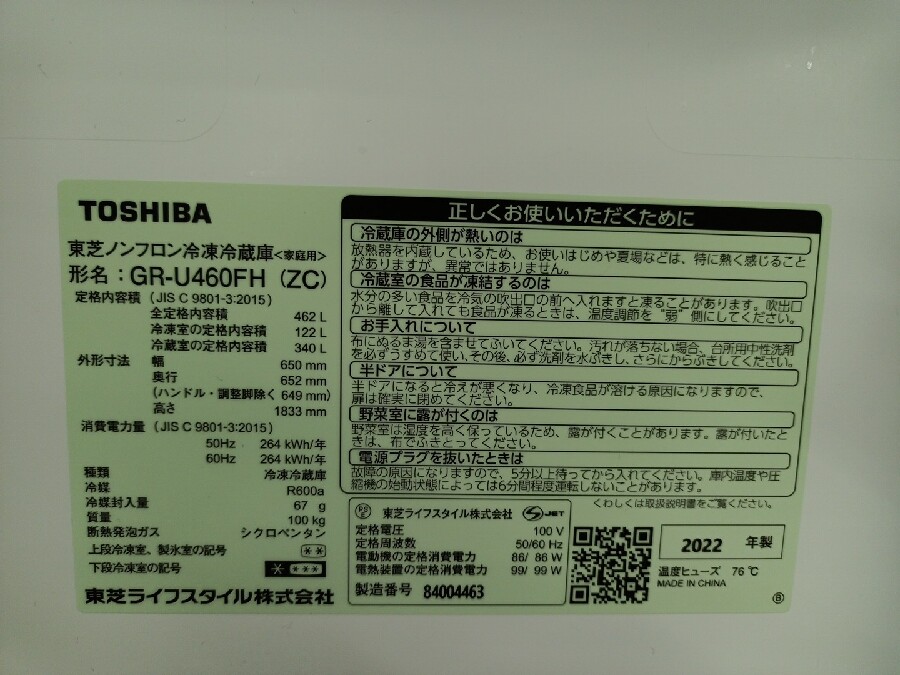 TOSHIBA
東芝ノンフロン冷凍冷蔵庫<家庭用>
形名：GR-U460FH (ZC)
定格内容積 (JIS C 9801-3:2015)
全定格内容積 462 L
冷凍室の定格内容積 122 L
冷蔵室の定格内容積 340 L
外形寸法 幅 650 mm
奥行 652 mm
(ハンドル・調整脚除く 649 mm)
高さ 1833 mm
消費電力量 (JIS C 9801-3:2015)
50Hz 264 kWh/年
60Hz 264 kWh/年
種類 冷凍冷蔵庫
冷媒 R600a
冷媒封入量 67 g
質量 100 kg
断熱発泡ガス シクロペンタン
上段冷凍室、製氷室の記号 **
下段冷凍室の記号 * ***
東芝ライフスタイル株式会社
正しくお使いいただくために
冷蔵庫の外側が熱いのは
放熱器を内蔵しているため、お使いはじめや夏場などは、特に熱く感じること
がありますが、異常ではありません。
冷蔵室の食品が凍結するのは
水分の多い食品を冷気の吹出口の前へ入れますと凍ることがあります。吹出口
から離して入れても食品が凍るときは、温度調節を"弱"側にしてください。
お手入れについて
布にぬるま湯を含ませてふいてください。汚れが落ちない場合、台所用中性洗剤
を必ずうすめて使い、その後、必ず洗剤を水ぶきし、さらにからぶきしてください。
半ドアについて
半ドアになると冷えが悪くなり、冷凍食品が溶ける原因になりますので、
扉は確実に閉めてください。
野菜室に露が付くのは
野菜室は湿度を高く保っているため、露が付くことがあります。露が付いたと
きは、布でふきとってください。
電源プラグを抜いたときは
故障の原因になりますので、5分以上待ってから入れてください。庫内温度や圧
縮機の始動状態によっては6分間程度運転しないことがあります。
くわしくは取扱説明書をご覧ください。
東芝ライフスタイル株式会社 JET
定格電圧 100 V
定格周波数 50/60 Hz
電動機の定格消費電力 86/ 86 W
電熱装置の定格消費電力 99/ 99 W
製造番号 84004463
2022 年製
温度ヒューズ 76 ℃
MADE IN CHINA